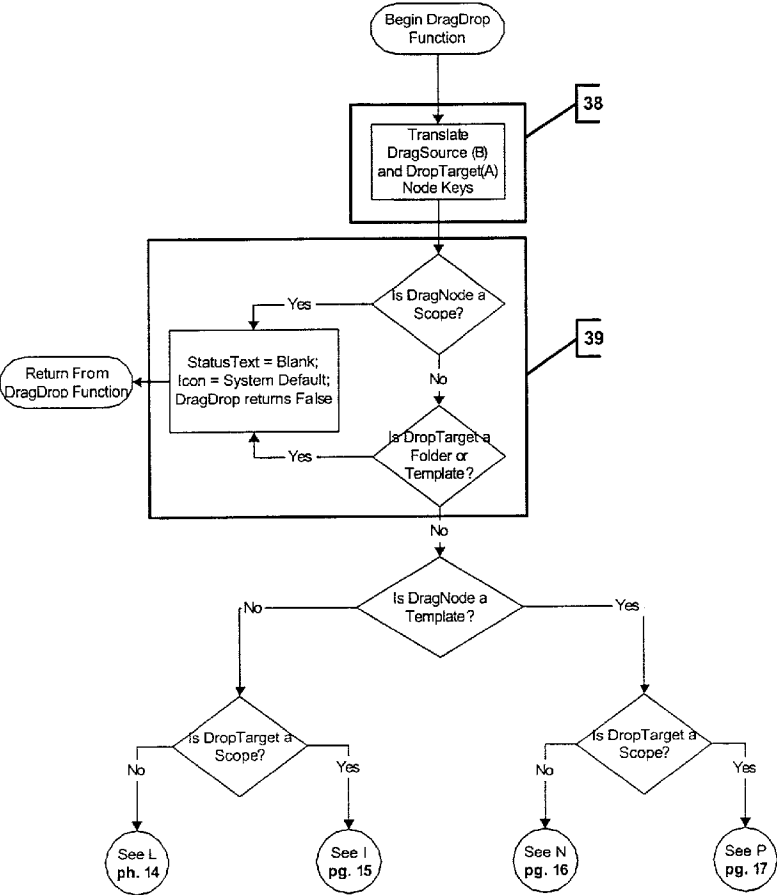 Begin DragDrop
Function
38
Translate
DragSource (B)
and DropTarget(A)
Node Keys
Is DragNode a
Scope?
Yes
39
StatusText = Blank;
Icon = System Default;
DragDrop returns False
Return From
DragDrop Function
No
Is DropTarget a
Folder or
Template?
Yes
No
Is DragNode a
Template?
No
Yes
Is DropTarget a
Scope?
Is DropTarget a
Scope?
No
Yes
No
Yes
See L
ph. 14
See I
pg. 15
See N
pg. 16
See P
pg. 17